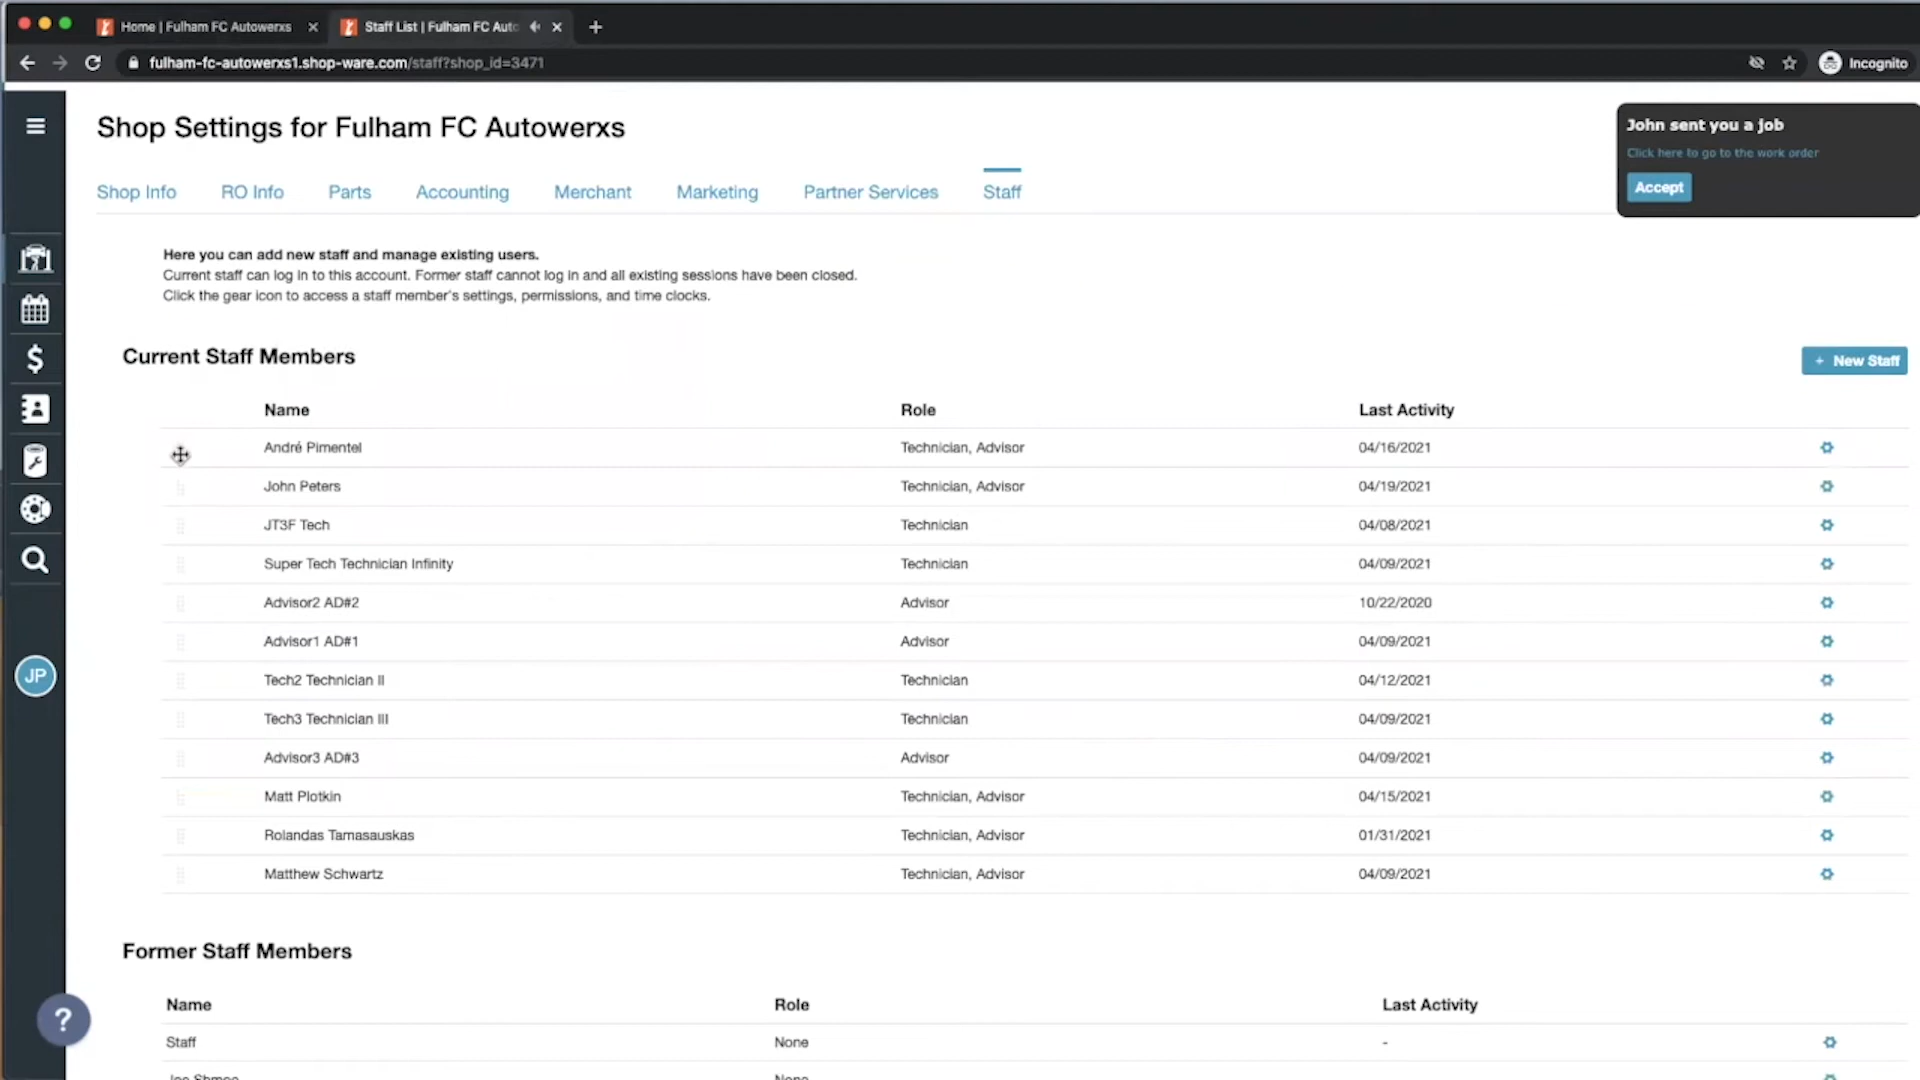 Home | Fulham FC Autowerxs
Staff List | Fulham FC Auto
fulham-fc-autowerxs1.shop-ware.com/staff?shop_id=3471
Incognito
Shop Settings for Fulham FC Autowerxs
John sent you a job
Click here to go to the work order
Accept
Shop Info RO Info Parts Accounting Merchant Marketing Partner Services Staff
Here you can add new staff and manage existing users.
Current staff can log in to this account. Former staff cannot log in and all existing sessions have been closed.
Click the gear icon to access a staff member's settings, permissions, and time clocks.
Current Staff Members
+ New Staff
Name Role Last Activity
André Pimentel Technician, Advisor 04/16/2021
John Peters Technician, Advisor 04/19/2021
JT3F Tech Technician 04/08/2021
Super Tech Technician Infinity Technician 04/09/2021
Advisor2 AD#2 Advisor 10/22/2020
Advisor1 AD#1 Advisor 04/09/2021
Tech2 Technician II Technician 04/12/2021
Tech3 Technician III Technician 04/09/2021
Advisor3 AD#3 Advisor 04/09/2021
Matt Plotkin Technician, Advisor 04/15/2021
Rolandas Tamasauskas Technician, Advisor 01/31/2021
Matthew Schwartz Technician, Advisor 04/09/2021
JP
Former Staff Members
Name Role Last Activity
Staff None -
?